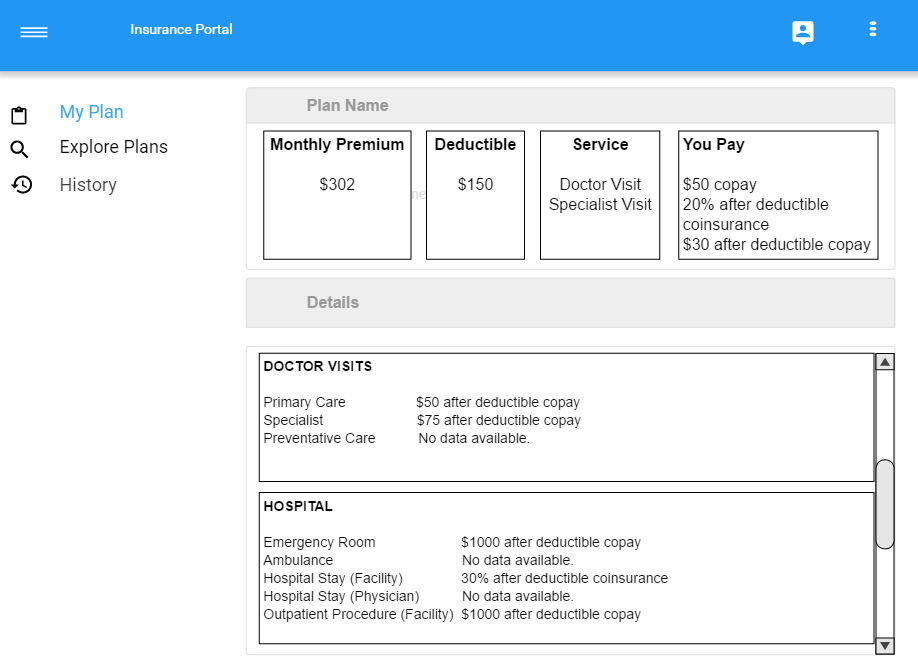 Insurance Portal
My Plan
Explore Plans
History
Plan Name
Monthly Premium
$302
Deductible
$150
Service
Doctor Visit
Specialist Visit
You Pay
$50 copay
20% after deductible
coinsurance
$30 after deductible copay
Details
DOCTOR VISITS
Primary Care $50 after deductible copay
Specialist $75 after deductible copay
Preventative Care No data available.
HOSPITAL
Emergency Room $1000 after deductible copay
Ambulance No data available.
Hospital Stay (Facility) 30% after deductible coinsurance
Hospital Stay (Physician) No data available.
Outpatient Procedure (Facility) $1000 after deductible copay